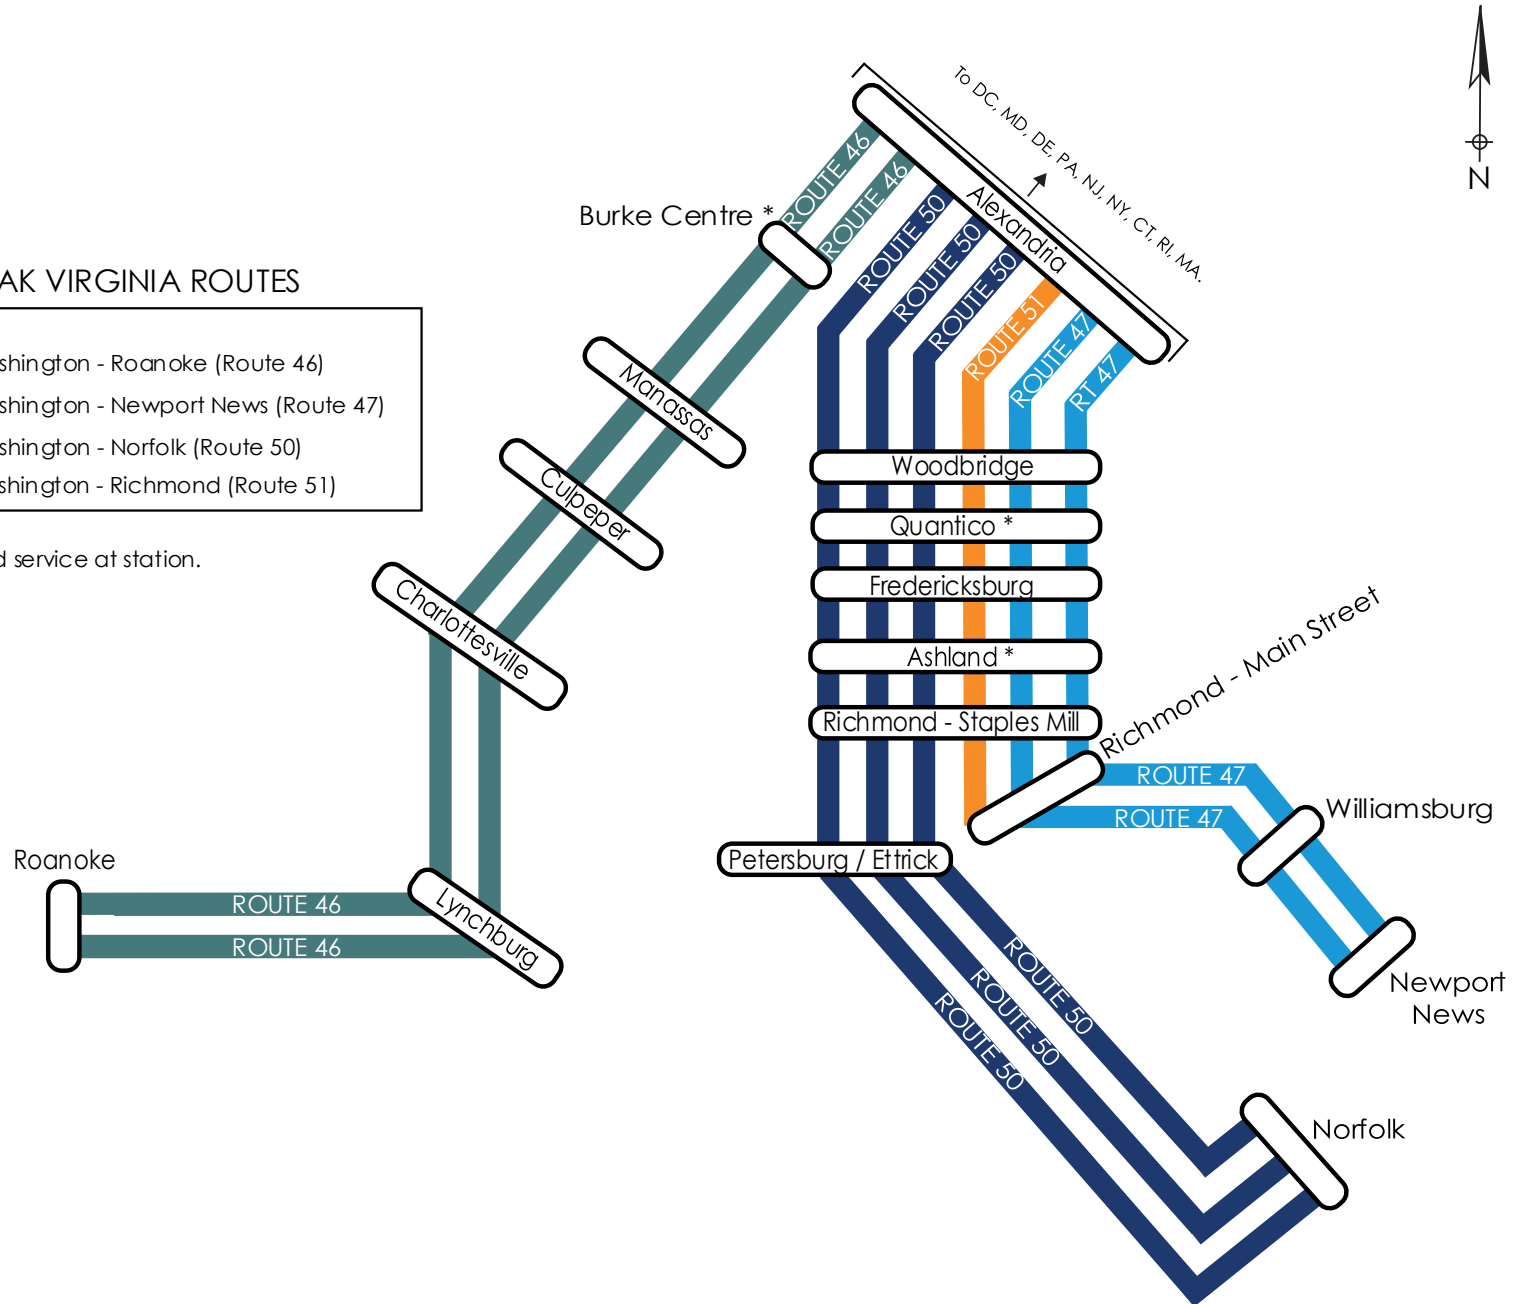 To DC, MD, DE, PA, NJ, NY, CT, RI, MA.
N
Alexandria
ROUTE 46
ROUTE 46
ROUTE 50
ROUTE 50
ROUTE 50
ROUTE 51
ROUTE 47
RT 47
Burke Centre *
AK VIRGINIA ROUTES
shington - Roanoke (Route 46)
shington - Newport News (Route 47)
shington - Norfolk (Route 50)
shington - Richmond (Route 51)
d service at station.
Manassas
Culpeper
Charlottesville
Woodbridge
Quantico *
Fredericksburg
Ashland *
Richmond - Staples Mill
Richmond - Main Street
ROUTE 47
ROUTE 47
Williamsburg
Newport
News
Petersburg / Ettrick
Roanoke
ROUTE 46
ROUTE 46
Lynchburg
ROUTE 50
ROUTE 50
ROUTE 50
Norfolk